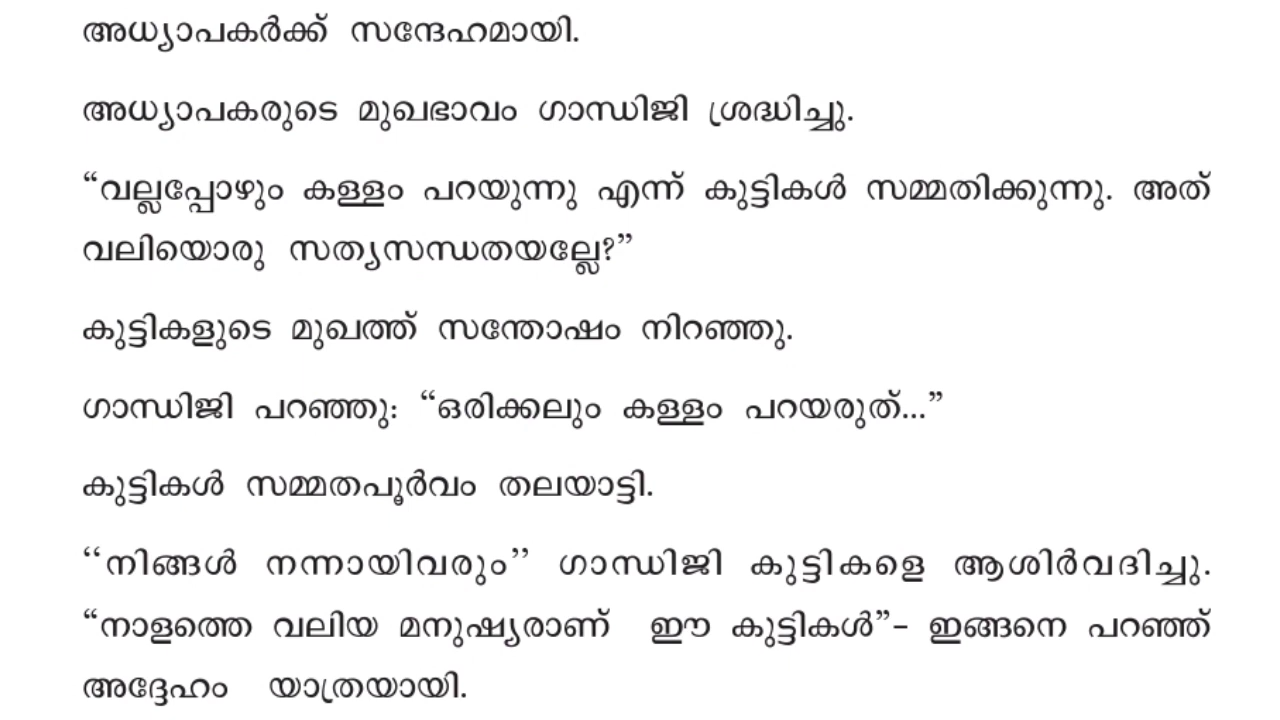 അധ്യാപകർക്ക് സന്ദേഹമായി.
അധ്യാപകരുടെ മുഖഭാവം ഗാന്ധിജി ശ്രദ്ധിച്ചു.
“വല്ലപ്പോഴും കള്ളം പറയുന്നു എന്ന് കുട്ടികൾ സമ്മതിക്കുന്നു. അത്
വലിയൊരു സത്യസന്ധതയല്ലേ?”
കുട്ടികളുടെ മുഖത്ത് സന്തോഷം നിറഞ്ഞു.
ഗാന്ധിജി പറഞ്ഞു: “ഒരിക്കലും കള്ളം പറയരുത്...”
കുട്ടികൾ സമ്മതപൂർവം തലയാട്ടി.
‘‘നിങ്ങൾ നന്നായിവരും’’ ഗാന്ധിജി കുട്ടികളെ ആശിർവദിച്ചു.
“നാളത്തെ വലിയ മനുഷ്യരാണ് ഈ കുട്ടികൾ”- ഇങ്ങനെ പറഞ്ഞ്
അദ്ദേഹം യാത്രയായി.